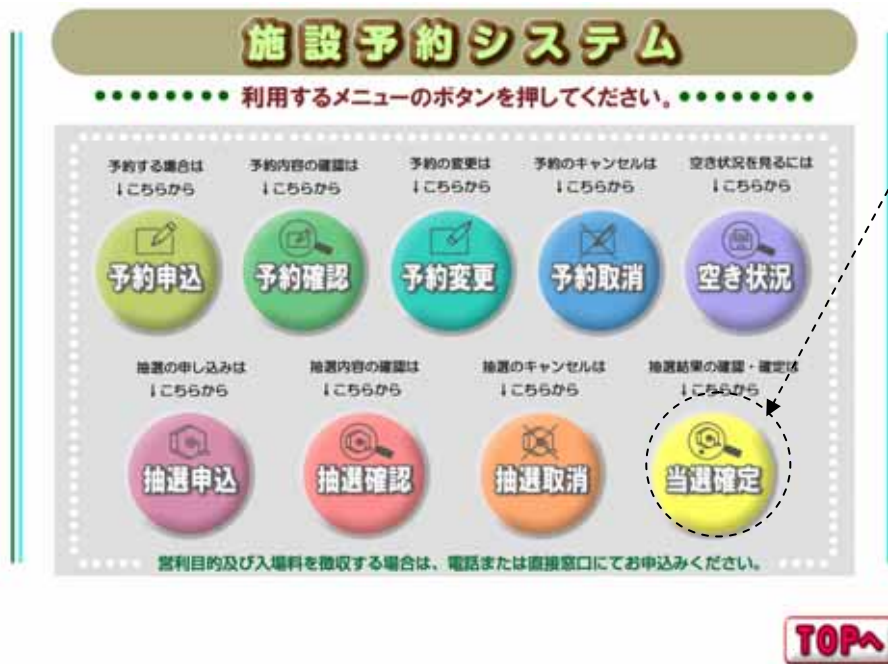 施設予約システム
利用するメニューのボタンを押してください。
予約する場合は
↓こちらから
予約内容の確認は
↓こちらから
予約の変更は
↓こちらから
予約のキャンセルは
↓こちらから
空き状況を見るには
↓こちらから
予約申込
予約確認
予約変更
予約取消
空き状況
抽選の申し込みは
↓こちらから
抽選内容の確認は
↓こちらから
抽選のキャンセルは
↓こちらから
抽選結果の確認・確定は
↓こちらから
抽選申込
抽選確認
抽選取消
当選確定
営利目的及び入場料を徴収する場合は、電話または直接窓口にてお申込みください。
TOPへ